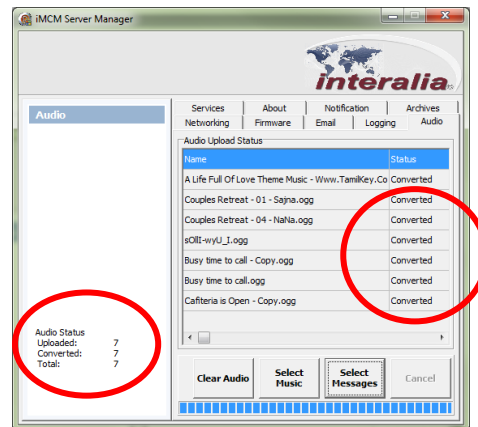 iMCM Server Manager
interalia
Audio
Services About Notification Archives
Networking Firmware Email Logging Audio
Audio Upload Status
Name Status
A Life Full Of Love Theme Music - Www.TamilKey.Co Converted
Couples Retreat - 01 - Sajna.ogg Converted
Couples Retreat - 04 - NaNa.ogg Converted
sOlI-wyU_I.ogg Converted
Busy time to call - Copy.ogg Converted
Busy time to call.ogg Converted
Cafiteria is Open - Copy.ogg Converted
Audio Status
Uploaded: 7
Converted: 7
Total: 7
Clear Audio Select Music Select Messages Cancel